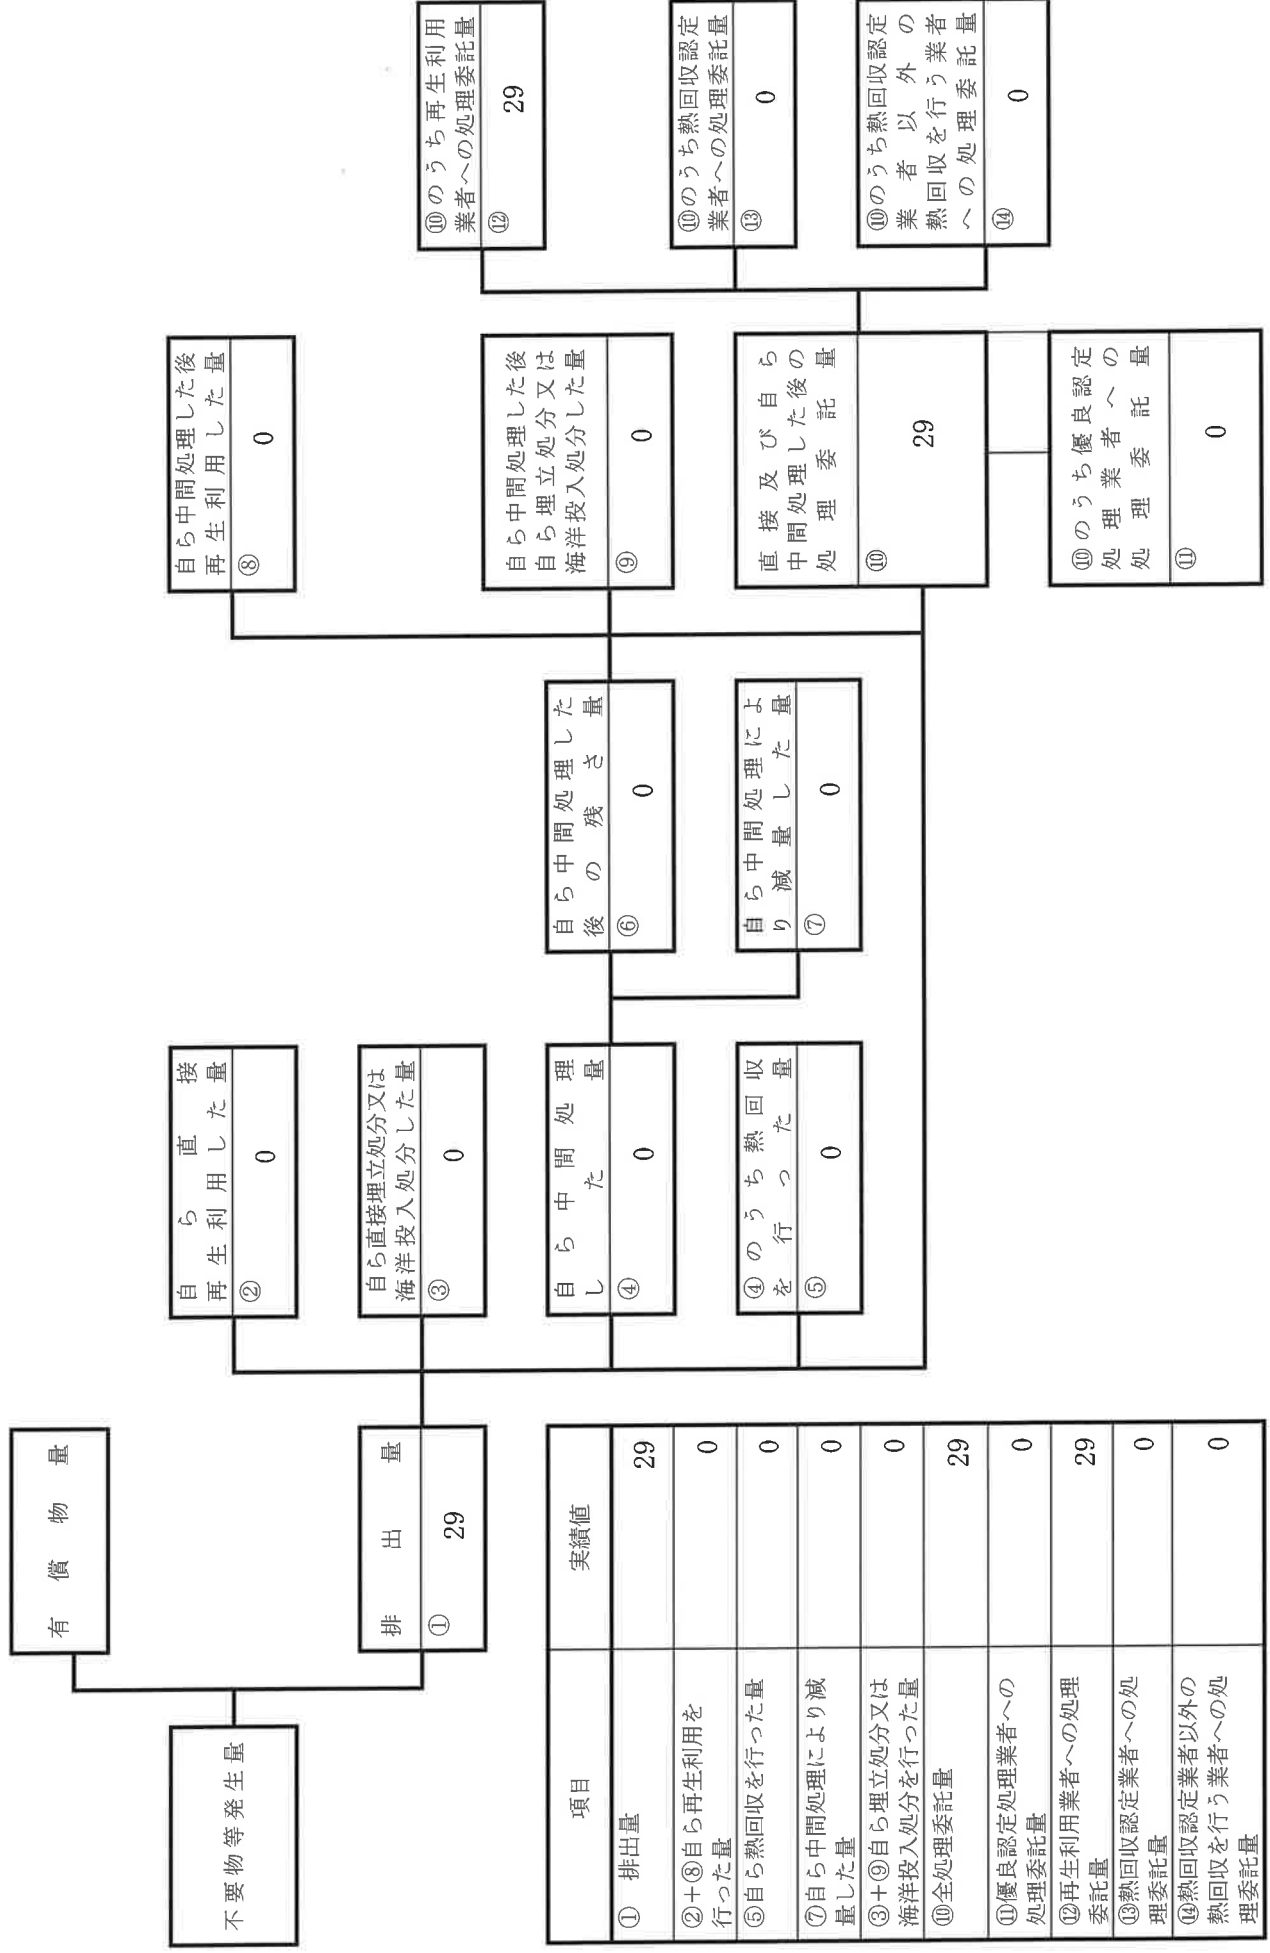 有償物量
不要物等発生量
排出量
①
29
自ら直接
再生利用した量
②
0
自ら直接埋立処分又は
海洋投入処分した量
③
0
自ら中間処理
した量
④
0
④のうち熱回収
を行った量
⑤
0
自ら中間処理した
後の残さ量
⑥
0
自ら中間処理によ
り減量した量
⑦
0
自ら中間処理した後
再生利用した量
⑧
0
自ら中間処理した後
自ら埋立処分又は
海洋投入処分した量
⑨
0
直接及び自ら
中間処理した後の
処理委託量
⑩
29
⑩のうち優良認定
処理業者への
処理委託量
⑪
0
⑩のうち再生利用
業者への処理委託量
⑫
29
⑩のうち熱回収認定
業者への処理委託量
⑬
0
⑩のうち熱回収認定
業者以外の
熱回収を行う業者
への処理委託量
⑭
0
項目 実績値
① 排出量 29
②+⑧自ら再生利用を
行った量 0
⑤自ら熱回収を行った量 0
⑦自ら中間処理により減
量した量 0
③+⑨自ら埋立処分又は
海洋投入処分を行った量 0
⑩全処理委託量 29
⑪優良認定処理業者への
処理委託量 0
⑫再生利用業者への処理
委託量 29
⑬熱回収認定業者への処
理委託量 0
⑭熱回収認定業者以外の
熱回収を行う業者への処
理委託量 0